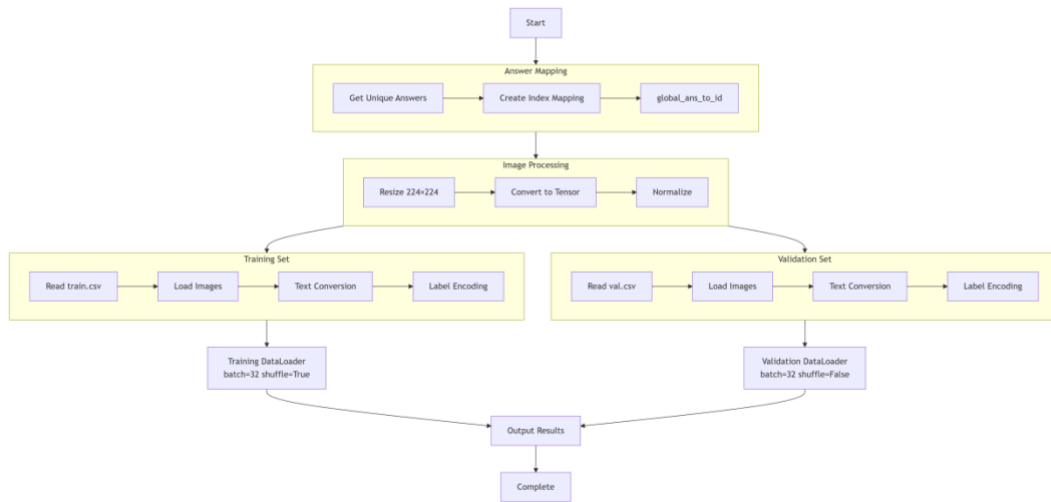 Start
Answer Mapping
Get Unique Answers
Create Index Mapping
global_ans_to_id
Image Processing
Resize 224×224
Convert to Tensor
Normalize
Training Set
Read train.csv
Load Images
Text Conversion
Label Encoding
Validation Set
Read val.csv
Load Images
Text Conversion
Label Encoding
Training DataLoader
batch=32 shuffle=True
Validation DataLoader
batch=32 shuffle=False
Output Results
Complete